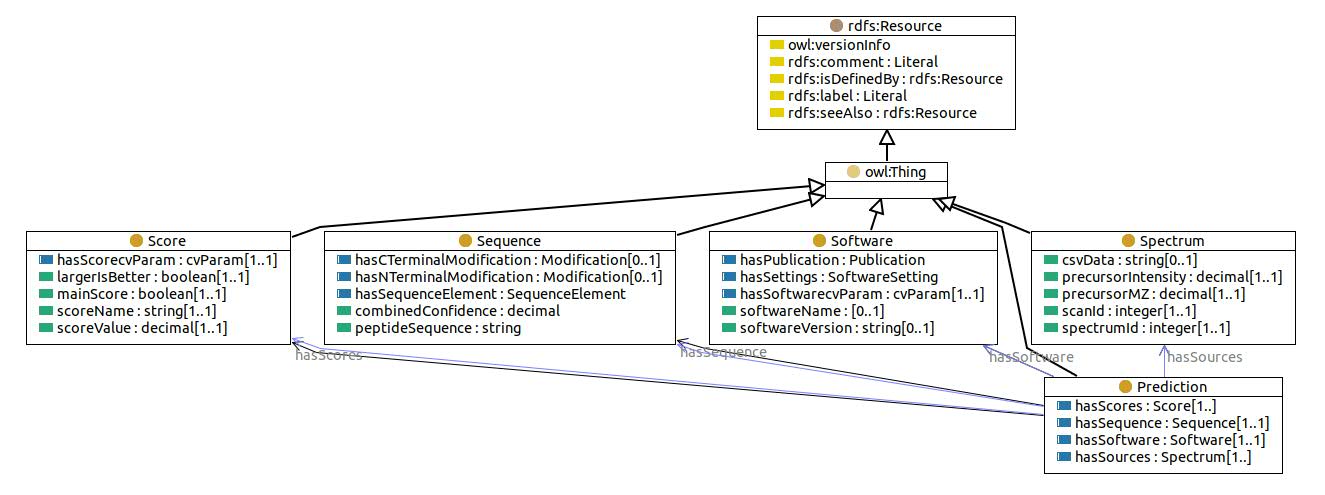 rdfs:Resource
owl:versionInfo
rdfs:comment : Literal
rdfs:isDefinedBy : rdfs:Resource
rdfs:label : Literal
rdfs:seeAlso : rdfs:Resource
owl:Thing
Score
hasScorecvParam : cvParam[1..1]
largerIsBetter : boolean[1..1]
mainScore : boolean[1..1]
scoreName : string[1..1]
scoreValue : decimal[1..1]
Sequence
hasCTerminalModification : Modification[0..1]
hasNTerminalModification : Modification[0..1]
hasSequenceElement : SequenceElement
combinedConfidence : decimal
peptideSequence : string
Software
hasPublication : Publication
hasSettings : SoftwareSetting
hasSoftwarecvParam : cvParam[1..1]
softwareName : [0..1]
softwareVersion : string[0..1]
Spectrum
csvData : string[0..1]
precursorIntensity : decimal[1..1]
precursorMZ : decimal[1..1]
scanId : integer[1..1]
spectrumId : integer[1..1]
hasScores
hasSequence
hasSoftware
hasSources
Prediction
hasScores : Score[1..]
hasSequence : Sequence[1..1]
hasSoftware : Software[1..1]
hasSources : Spectrum[1..]